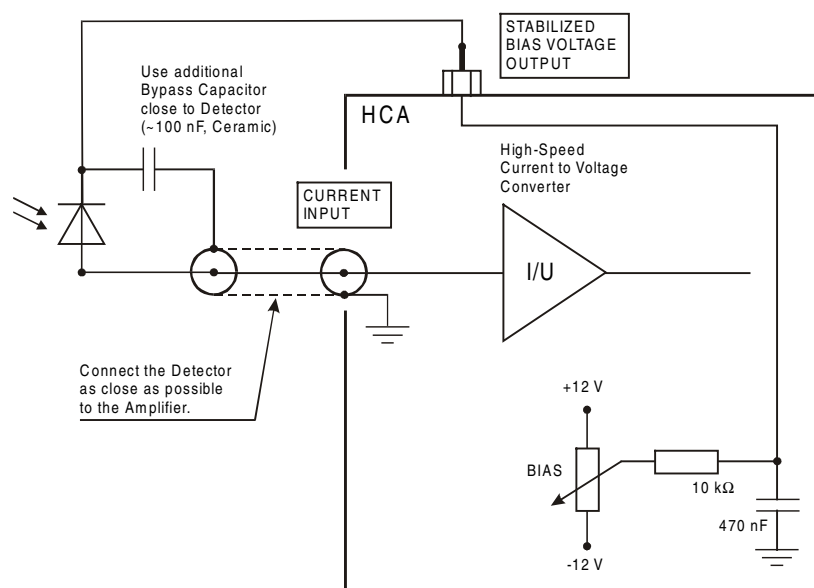 STABILIZED
BIAS VOLTAGE
OUTPUT
Use additional
Bypass Capacitor
close to Detector
(~100 nF, Ceramic)
HCA
High-Speed
Current to Voltage
Converter
CURRENT
INPUT
I/U
Connect the Detector
as close as possible
to the Amplifier.
+12 V
BIAS
10 kΩ
470 nF
-12 V